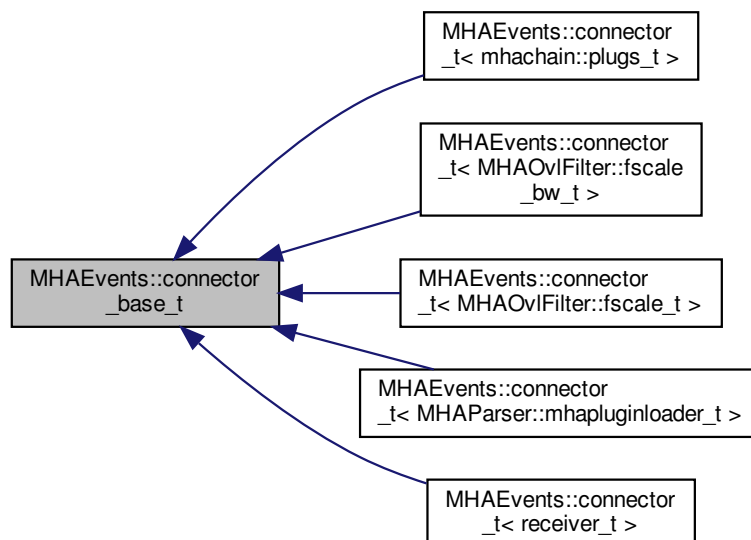 MHAEvents::connector
_t< mhachain::plugs_t >
MHAEvents::connector
_t< MHAOvlFilter::fscale
_bw_t >
MHAEvents::connector
_base_t
MHAEvents::connector
_t< MHAOvlFilter::fscale_t >
MHAEvents::connector
_t< MHAParser::mhapluginloader_t >
MHAEvents::connector
_t< receiver_t >